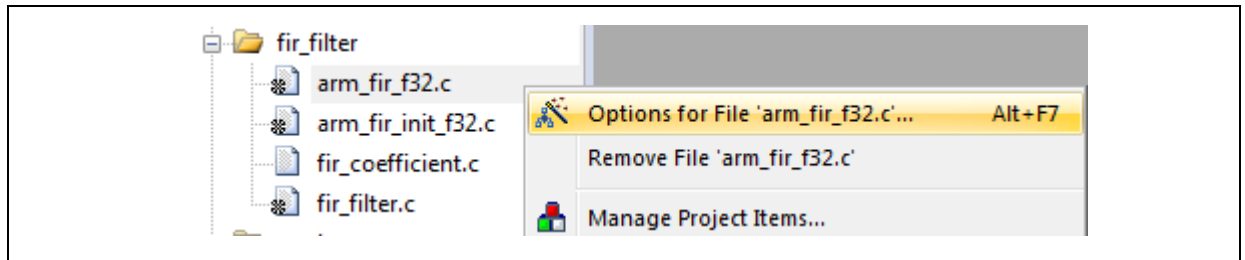 fir_filter
arm_fir_f32.c
arm_fir_init_f32.c
fir_coefficient.c
fir_filter.c
Options for File 'arm_fir_f32.c'... Alt+F7
Remove File 'arm_fir_f32.c'
Manage Project Items...